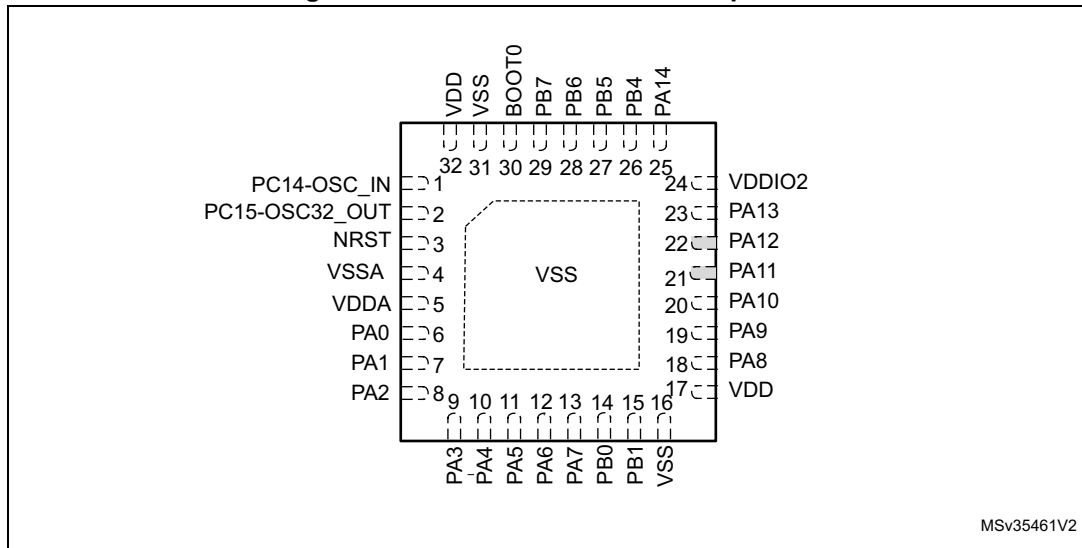 VDD
VSS
BOOT0
PB7
PB6
PB5
PB4
PA14
32 31 30 29 28 27 26 25
PC14-OSC_IN 1
PC15-OSC32_OUT 2
NRST 3
VSSA 4
VDDA 5
PA0 6
PA1 7
PA2 8
VSS
24 VDDIO2
23 PA13
22 PA12
21 PA11
20 PA10
19 PA9
18 PA8
17 VDD
9 10 11 12 13 14 15 16
PA3
PA4
PA5
PA6
PA7
PB0
PB1
VSS
MSv35461V2